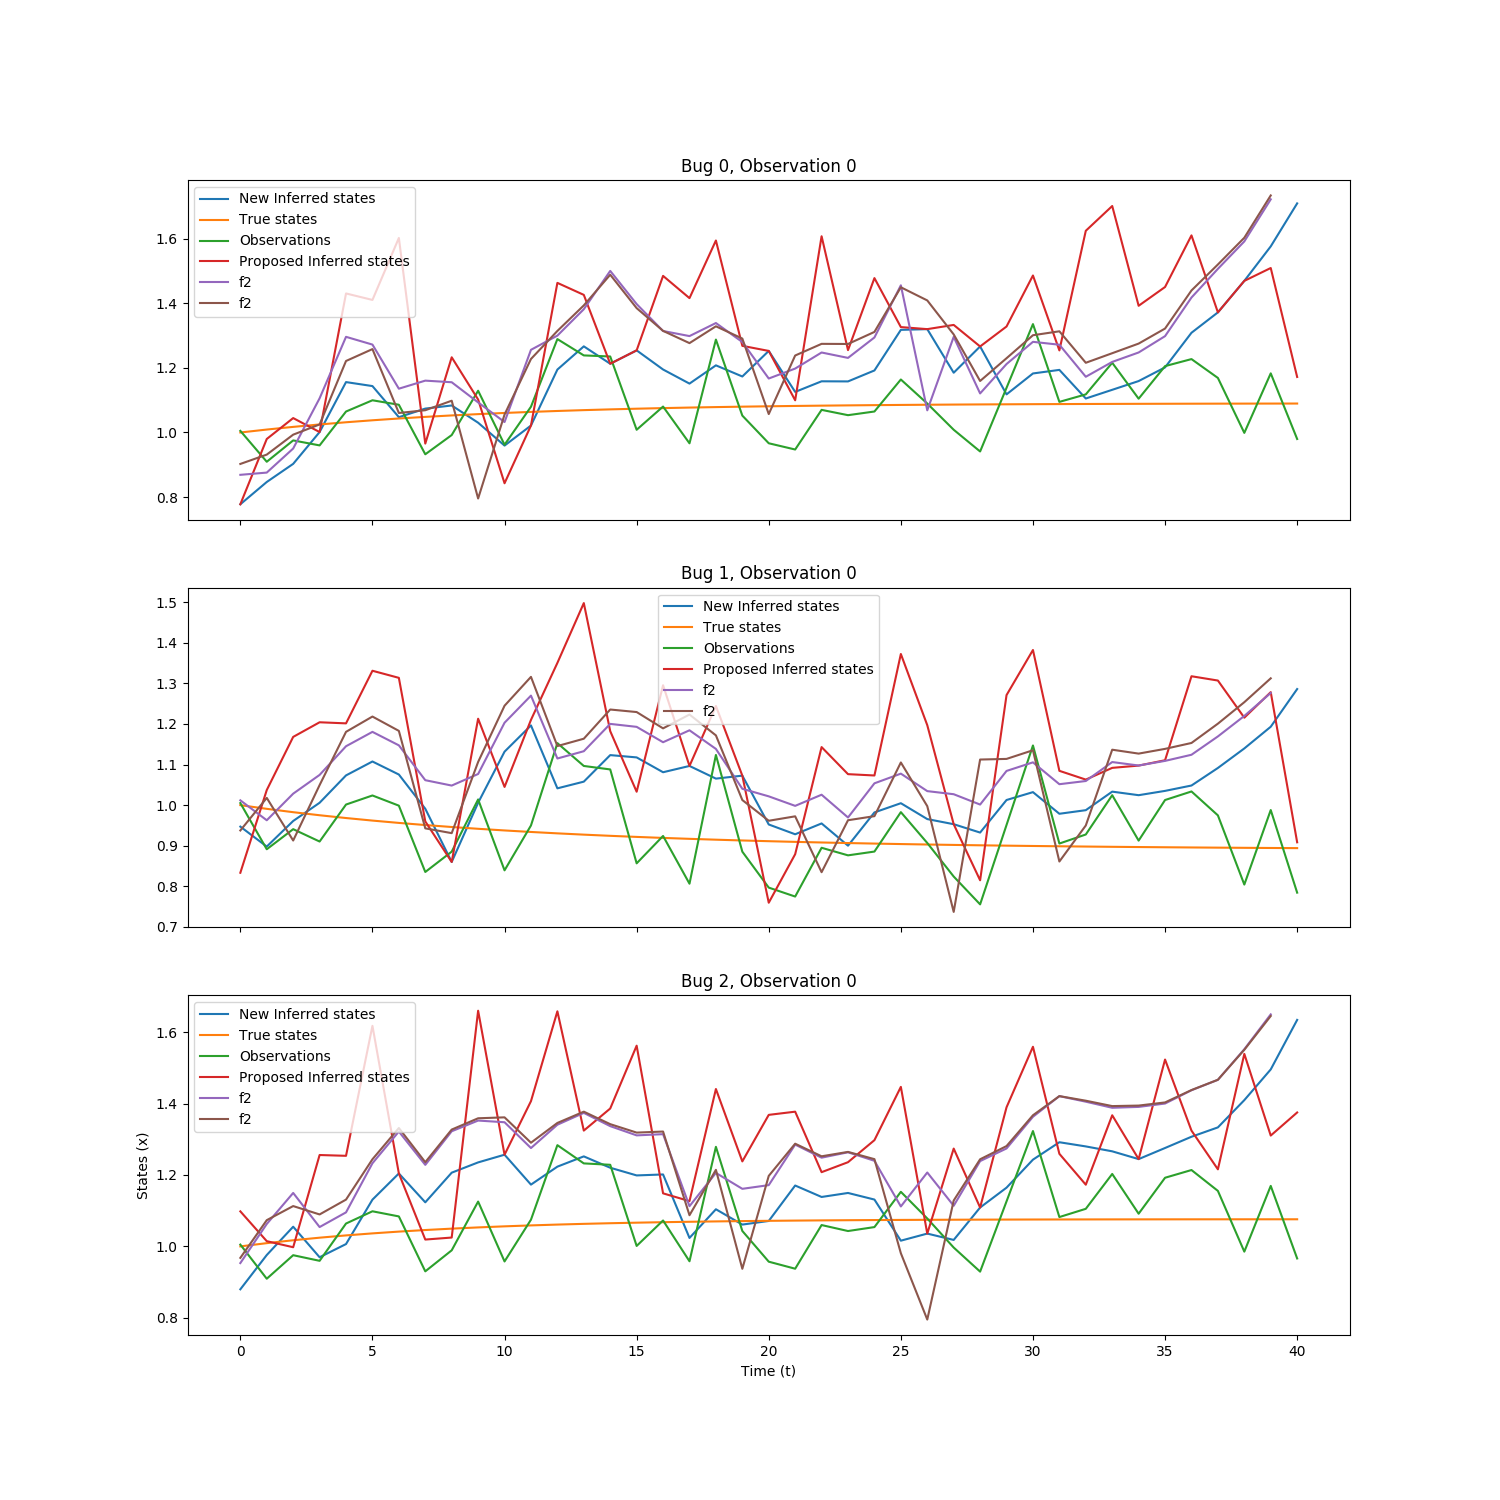 Bug 0, Observation 0
New Inferred states
True states
Observations
Proposed Inferred states
f2
f2
1.6
1.4
1.2
1.0
0.8
Bug 1, Observation 0
New Inferred states
True states
Observations
Proposed Inferred states
f2
f2
1.5
1.4
1.3
1.2
1.1
1.0
0.9
0.8
0.7
Bug 2, Observation 0
New Inferred states
True states
Observations
Proposed Inferred states
f2
f2
1.6
1.4
1.2
1.0
0.8
States (x)
0 5 10 15 20 25 30 35 40
Time (t)